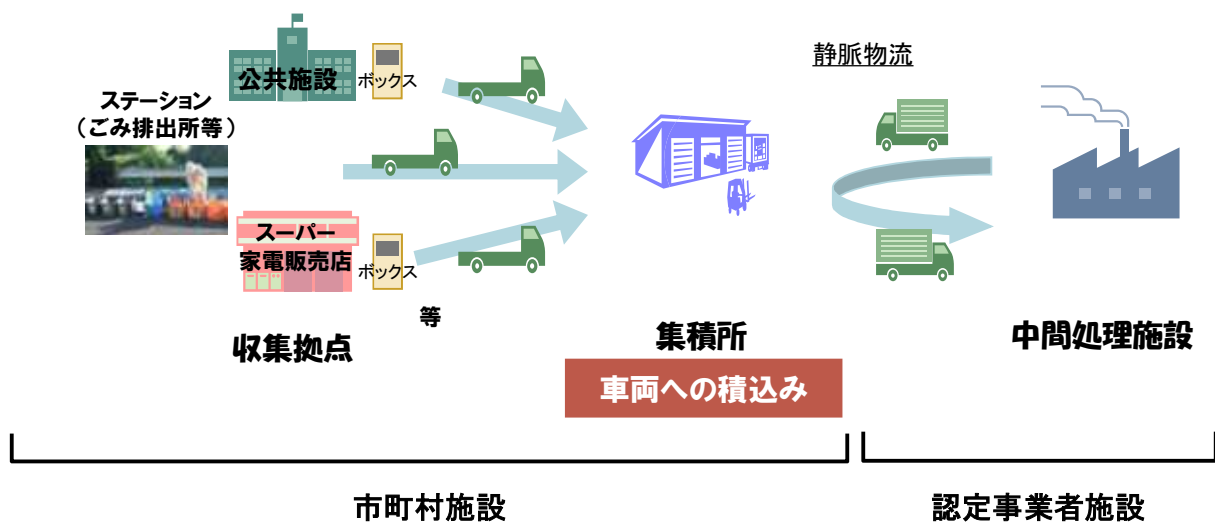 静脈物流
公共施設
ボックス
ステーション
（ごみ排出所等）
スーパー
家電販売店
ボックス
等
収集拠点
集積所
中間処理施設
車両への積込み
市町村施設
認定事業者施設